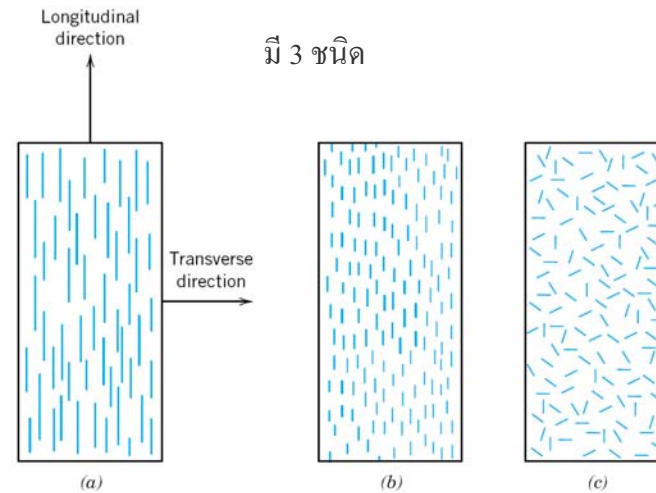 Longitudinal
direction
มี 3 ชนิด
Transverse
direction
(a)
(b)
(c)